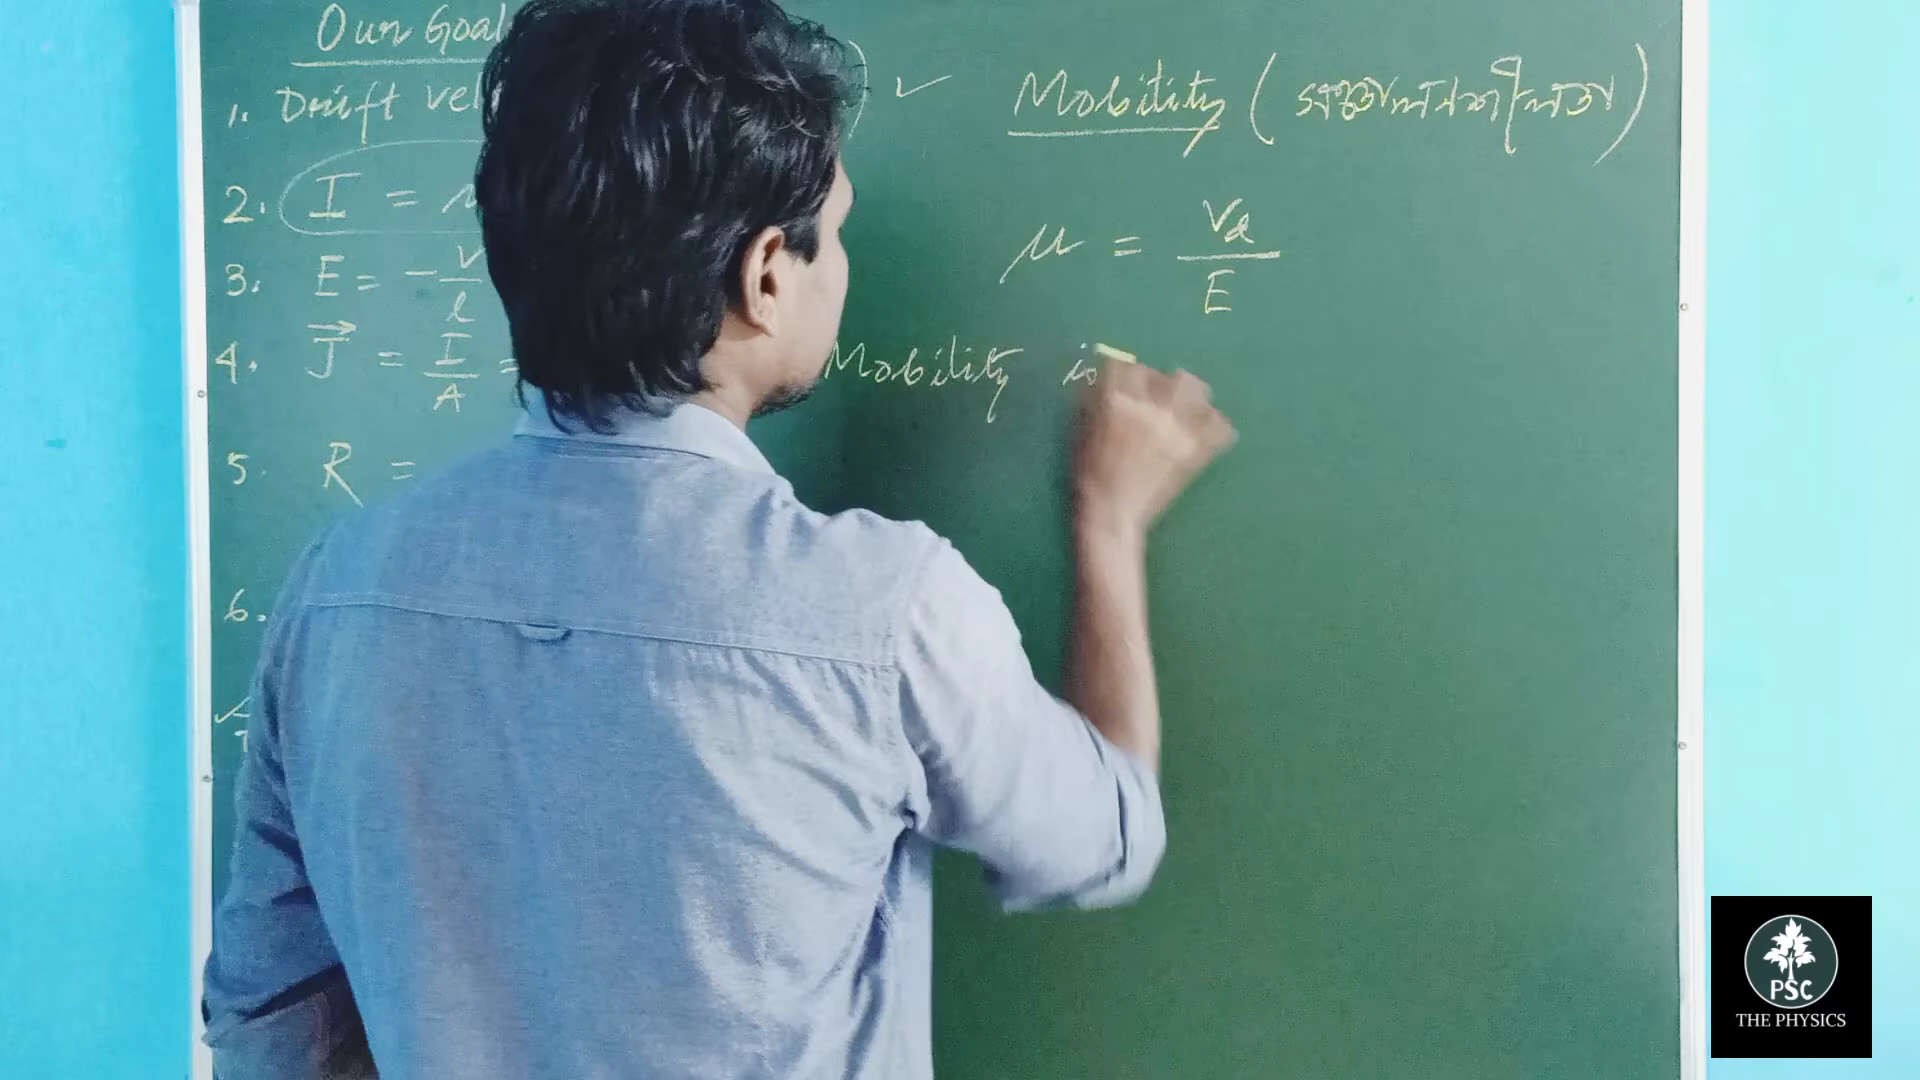 Our Goal
1. Drift vel ) ✓
2. I = n
3. E = - V/l
4. J⃗ = I/A =
5. R =
6.
Mobility ( )
μ = Vd/E
Mobility is
PSC
THE PHYSICS